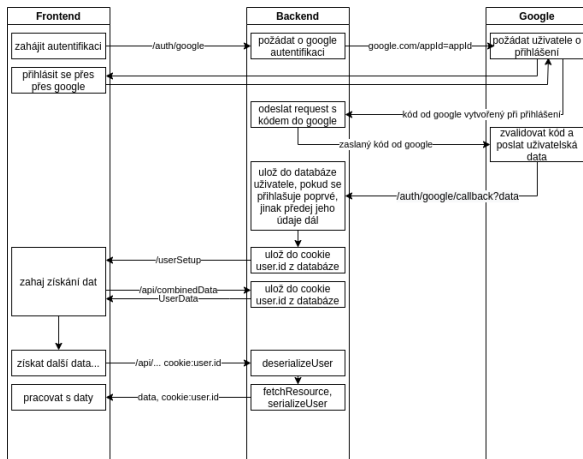 Frontend
Backend
Google
zahájit autentifikaci
/auth/google
požádat o google
autentifikaci
google.com/appId=appId
požádat uživatele o
přihlášení
přihlásit se přes
přes google
odeslat request s
kódem do google
kód od google vytvořený při přihlášení
zaslaný kód od google
zvalidovat kód a
poslat uživatelská
data
ulož do databáze
uživatele, pokud se
přihlašuje poprvé,
jinak předej jeho
údaje dál
/auth/google/callback?data
zahaj získání dat
/userSetup
ulož do cookie
user.id z databáze
/api/combinedData
UserData
ulož do cookie
user.id z databáze
získat další data...
/api/... cookie:user.id
deserializeUser
pracovat s daty
data, cookie:user.id
fetchResource,
serializeUser